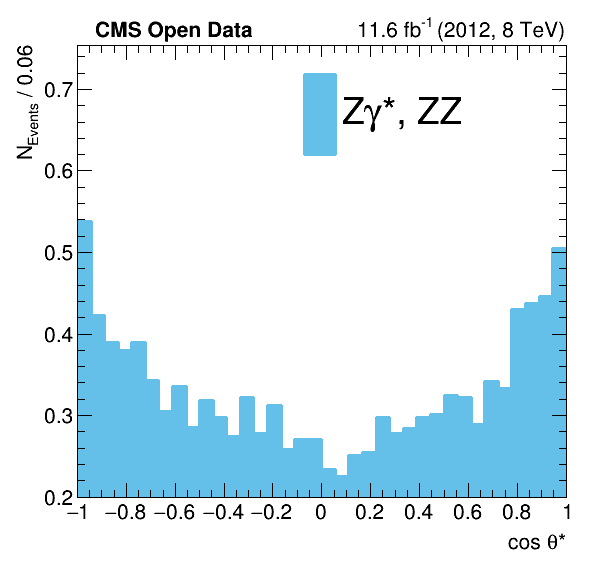 CMS Open Data 11.6 fb⁻¹ (2012, 8 TeV)
N_Events / 0.06
Zγ*, ZZ
0.7
0.6
0.5
0.4
0.3
0.2
−1 −0.8 −0.6 −0.4 −0.2 0 0.2 0.4 0.6 0.8 1
cos θ*